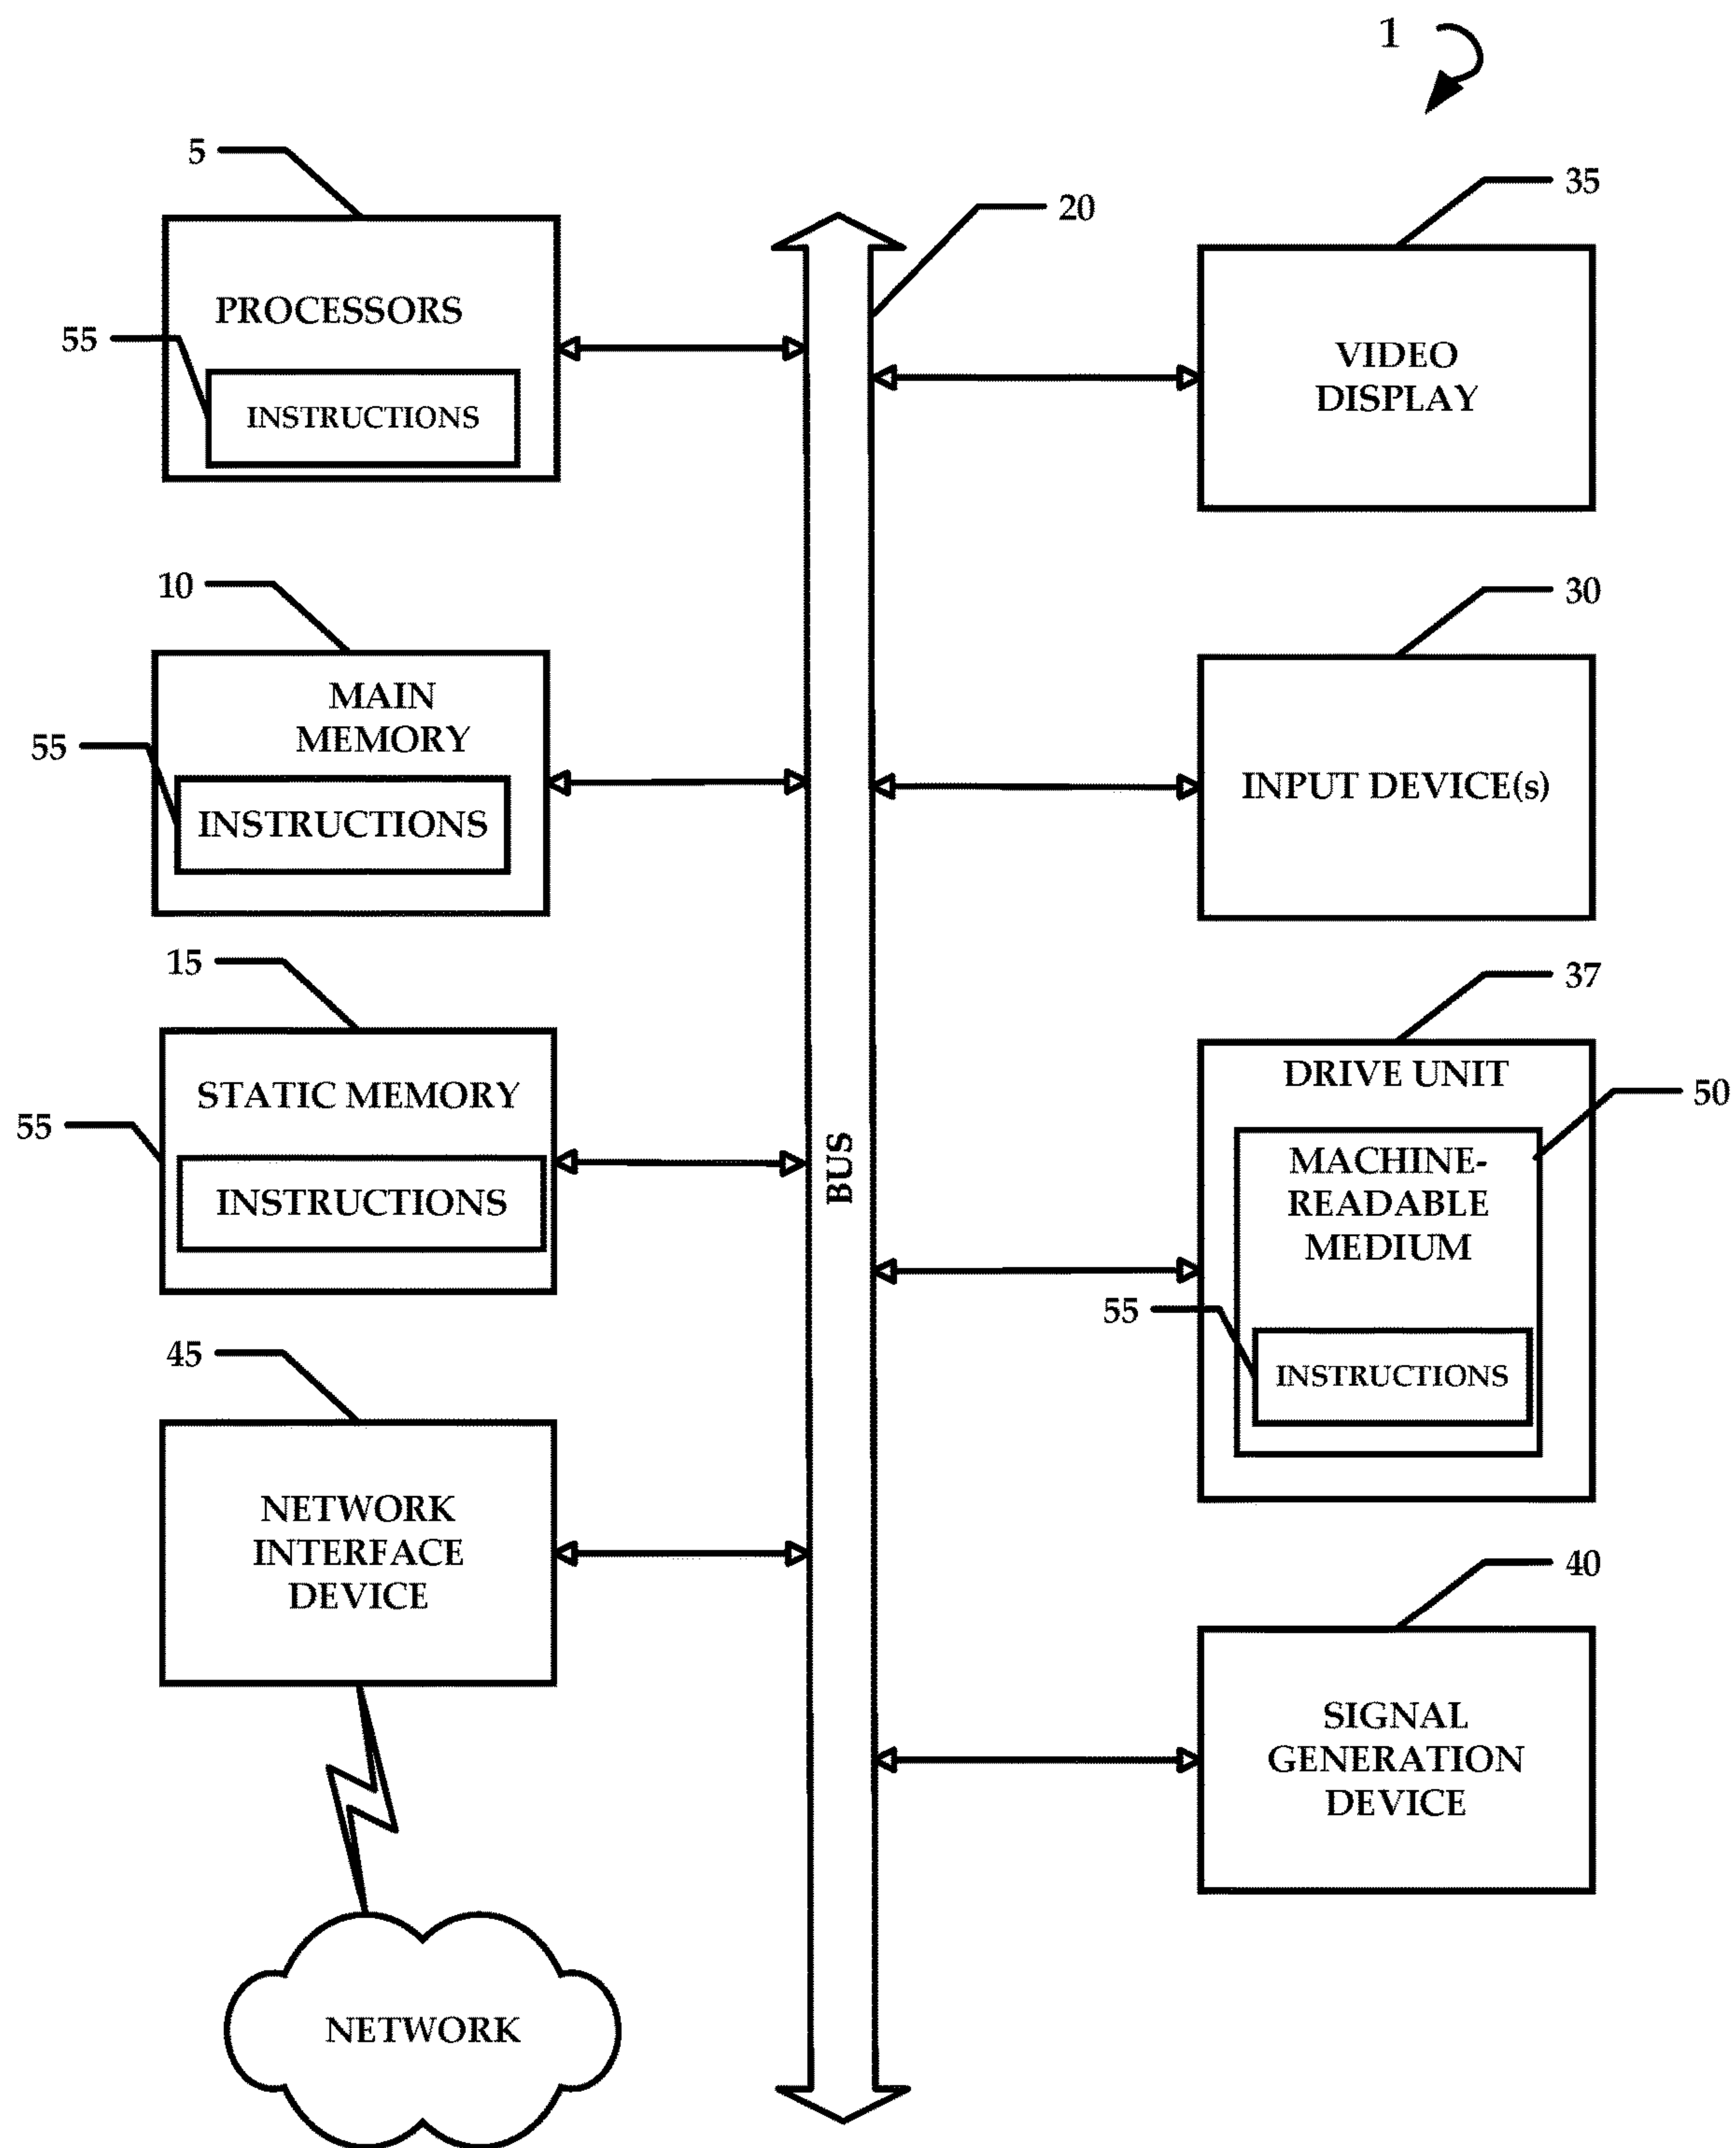 1
5
PROCESSORS
55
INSTRUCTIONS
10
MAIN
MEMORY
55
INSTRUCTIONS
15
STATIC MEMORY
55
INSTRUCTIONS
45
NETWORK
INTERFACE
DEVICE
NETWORK
20
BUS
35
VIDEO
DISPLAY
30
INPUT DEVICE(s)
37
DRIVE UNIT
50
MACHINE-
READABLE
MEDIUM
55
INSTRUCTIONS
40
SIGNAL
GENERATION
DEVICE